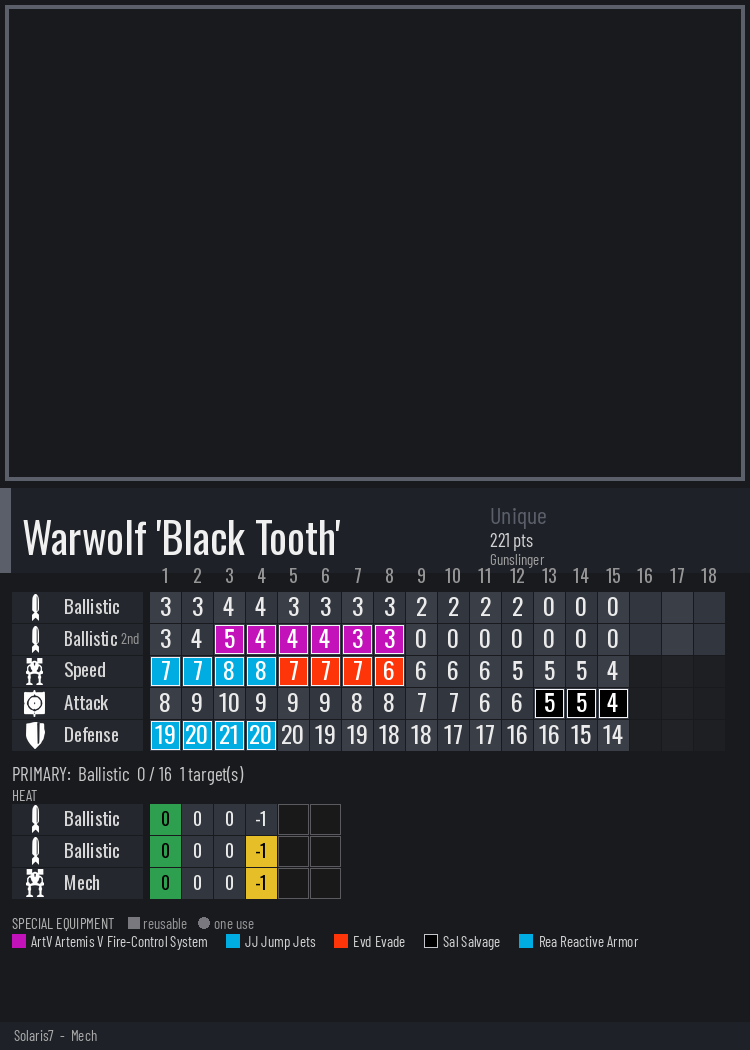 Warwolf 'Black Tooth'
Unique
221 pts
Gunslinger
1 2 3 4 5 6 7 8 9 10 11 12 13 14 15 16 17 18
Ballistic 3 3 4 4 3 3 3 3 2 2 2 2 0 0 0
Ballistic 2nd 3 4 5 4 4 4 3 3 0 0 0 0 0 0 0
Speed 7 7 8 8 7 7 7 6 6 6 6 5 5 5 4
Attack 8 9 10 9 9 9 8 8 7 7 6 6 5 5 4
Defense 19 20 21 20 20 19 19 18 18 17 17 16 16 15 14
PRIMARY: Ballistic 0 / 16 1 target(s)
HEAT
Ballistic 0 0 0 -1
Ballistic 0 0 0 -1
Mech 0 0 0 -1
SPECIAL EQUIPMENT reusable one use
ArtV Artemis V Fire-Control System JJ Jump Jets Evd Evade Sal Salvage Rea Reactive Armor
Solaris7 - Mech